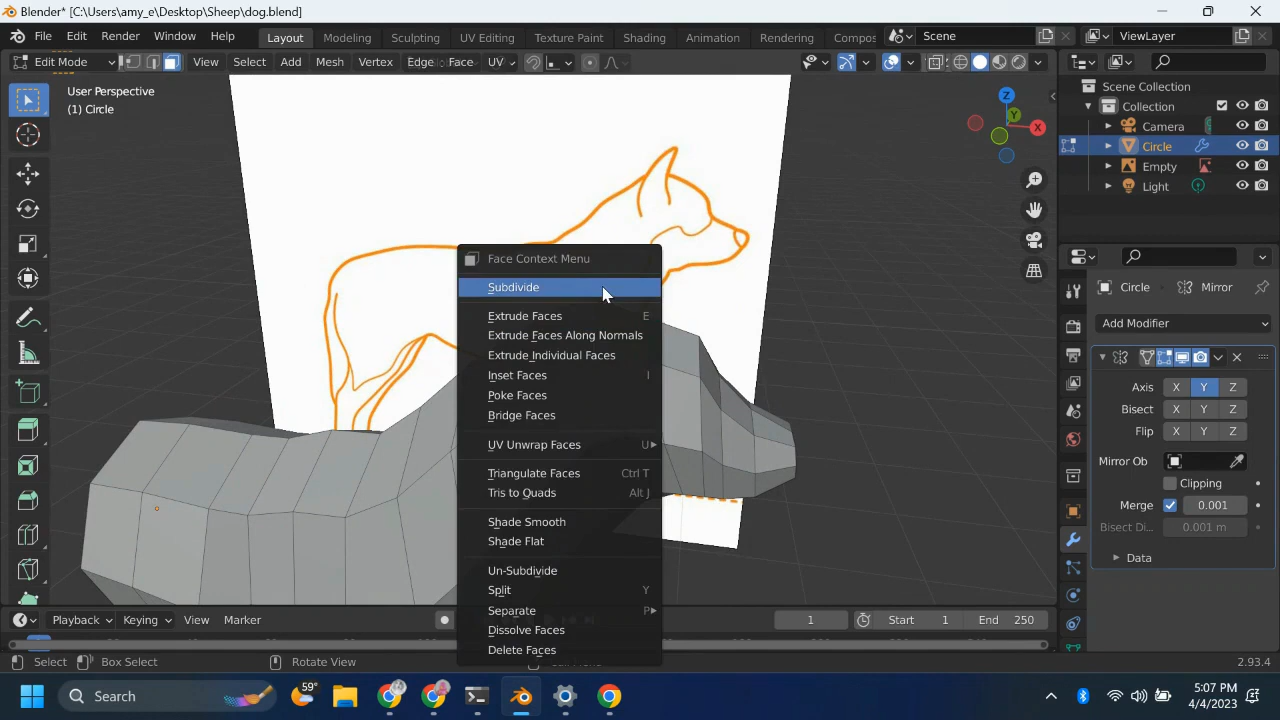 Blender* [C:\Users\amy_e\Desktop\Sheep\dog.blend]
File Edit Render Window Help Layout Modeling Sculpting UV Editing Texture Paint Shading Animation Rendering Compos Scene ViewLayer
Edit Mode View Select Add Mesh Vertex Edge Face UV
User Perspective
(1) Circle
Z
Y
X
Scene Collection
Collection
Camera
Circle
Empty
Light
Face Context Menu
Subdivide
Extrude Faces E
Extrude Faces Along Normals
Extrude Individual Faces
Inset Faces I
Poke Faces
Bridge Faces
UV Unwrap Faces U
Triangulate Faces Ctrl T
Tris to Quads Alt J
Shade Smooth
Shade Flat
Un-Subdivide
Split Y
Separate P
Dissolve Faces
Delete Faces
Circle Mirror
Add Modifier
Axis X Y Z
Bisect X Y Z
Flip X Y Z
Mirror Ob
Clipping
Merge 0.001
Bisect Di... 0.001 m
Data
Playback Keying View Marker 1 Start 1 End 250
Select Box Select Rotate View 2.93.4
Search 59° 5:07 PM
4/4/2023